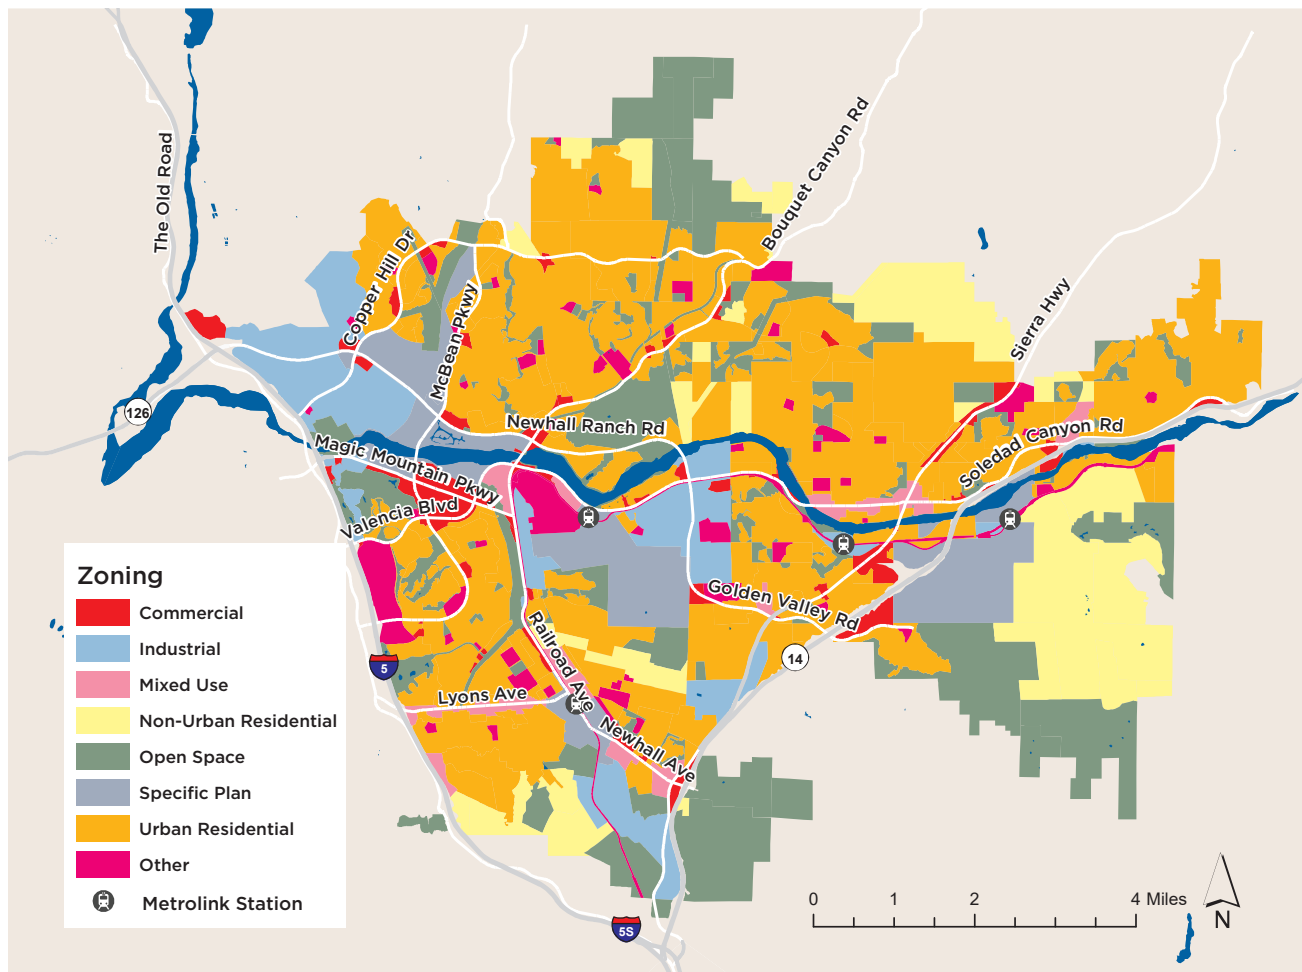 The Old Road
Bouquet Canyon Rd
Copper Hill Dr
McBean Pkwy
Sierra Hwy
126
Newhall Ranch Rd
Magic Mountain Pkwy
Soledad Canyon Rd
Valencia Blvd
Golden Valley Rd
Railroad Ave
14
5
Lyons Ave
Newhall Ave
5S
Zoning
Commercial
Industrial
Mixed Use
Non-Urban Residential
Open Space
Specific Plan
Urban Residential
Other
Metrolink Station
0 1 2 4 Miles
N